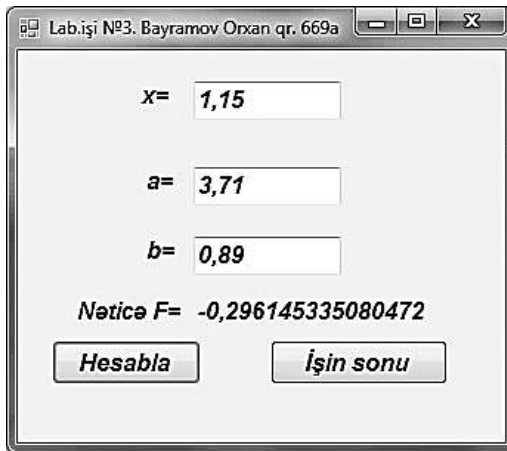 Lab.işi №3. Bayramov Orxan qr. 669a
x= 1,15
a= 3,71
b= 0,89
Nəticə F= -0,296145335080472
Hesabla İşin sonu